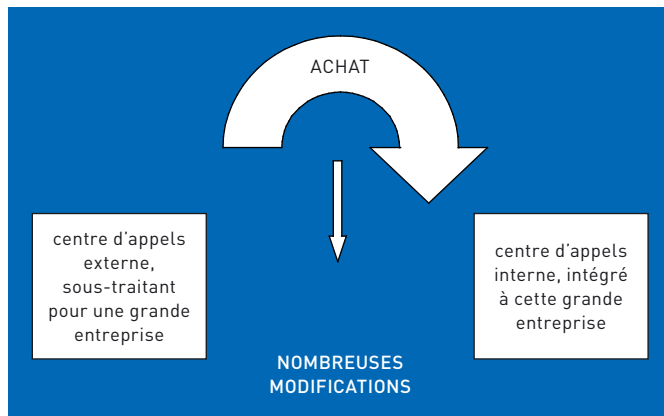 ACHAT
centre d'appels
externe,
sous-traitant
pour une grande
entreprise
centre d'appels
interne, intégré
à cette grande
entreprise
NOMBREUSES
MODIFICATIONS